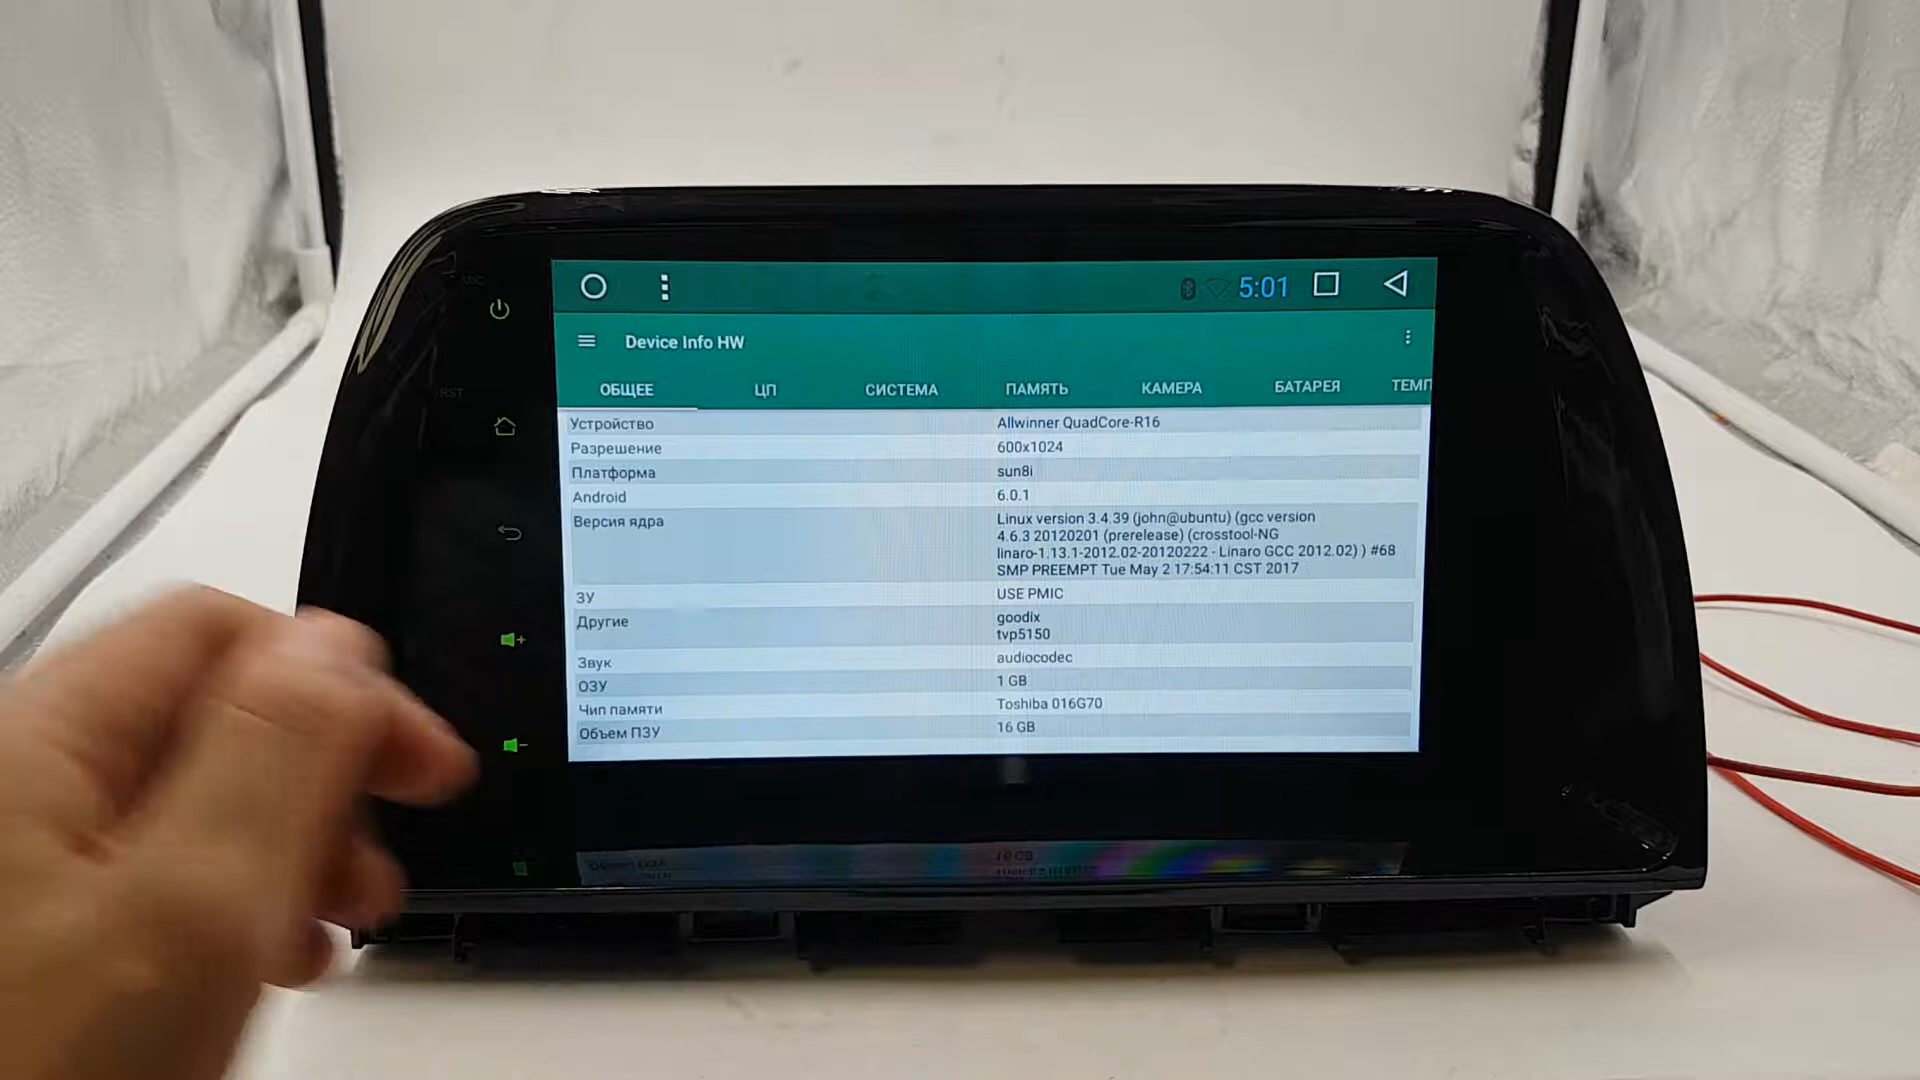 MIC
5:01
Device Info HW
RST
ОБЩЕЕ ЦП СИСТЕМА ПАМЯТЬ КАМЕРА БАТАРЕЯ ТЕМП
Устройство Allwinner QuadCore-R16
Разрешение 600x1024
Платформа sun8i
Android 6.0.1
Версия ядра Linux version 3.4.39 (john@ubuntu) (gcc version
4.6.3 20120201 (prerelease) (crosstool-NG
linaro-1.13.1-2012.02-20120222 - Linaro GCC 2012.02) ) #68
SMP PREEMPT Tue May 2 17:54:11 CST 2017
ЗУ USE PMIC
Другие goodix
tvp5150
Звук audiocodec
ОЗУ 1 GB
Чип памяти Toshiba 016G70
Объем ПЗУ 16 GB